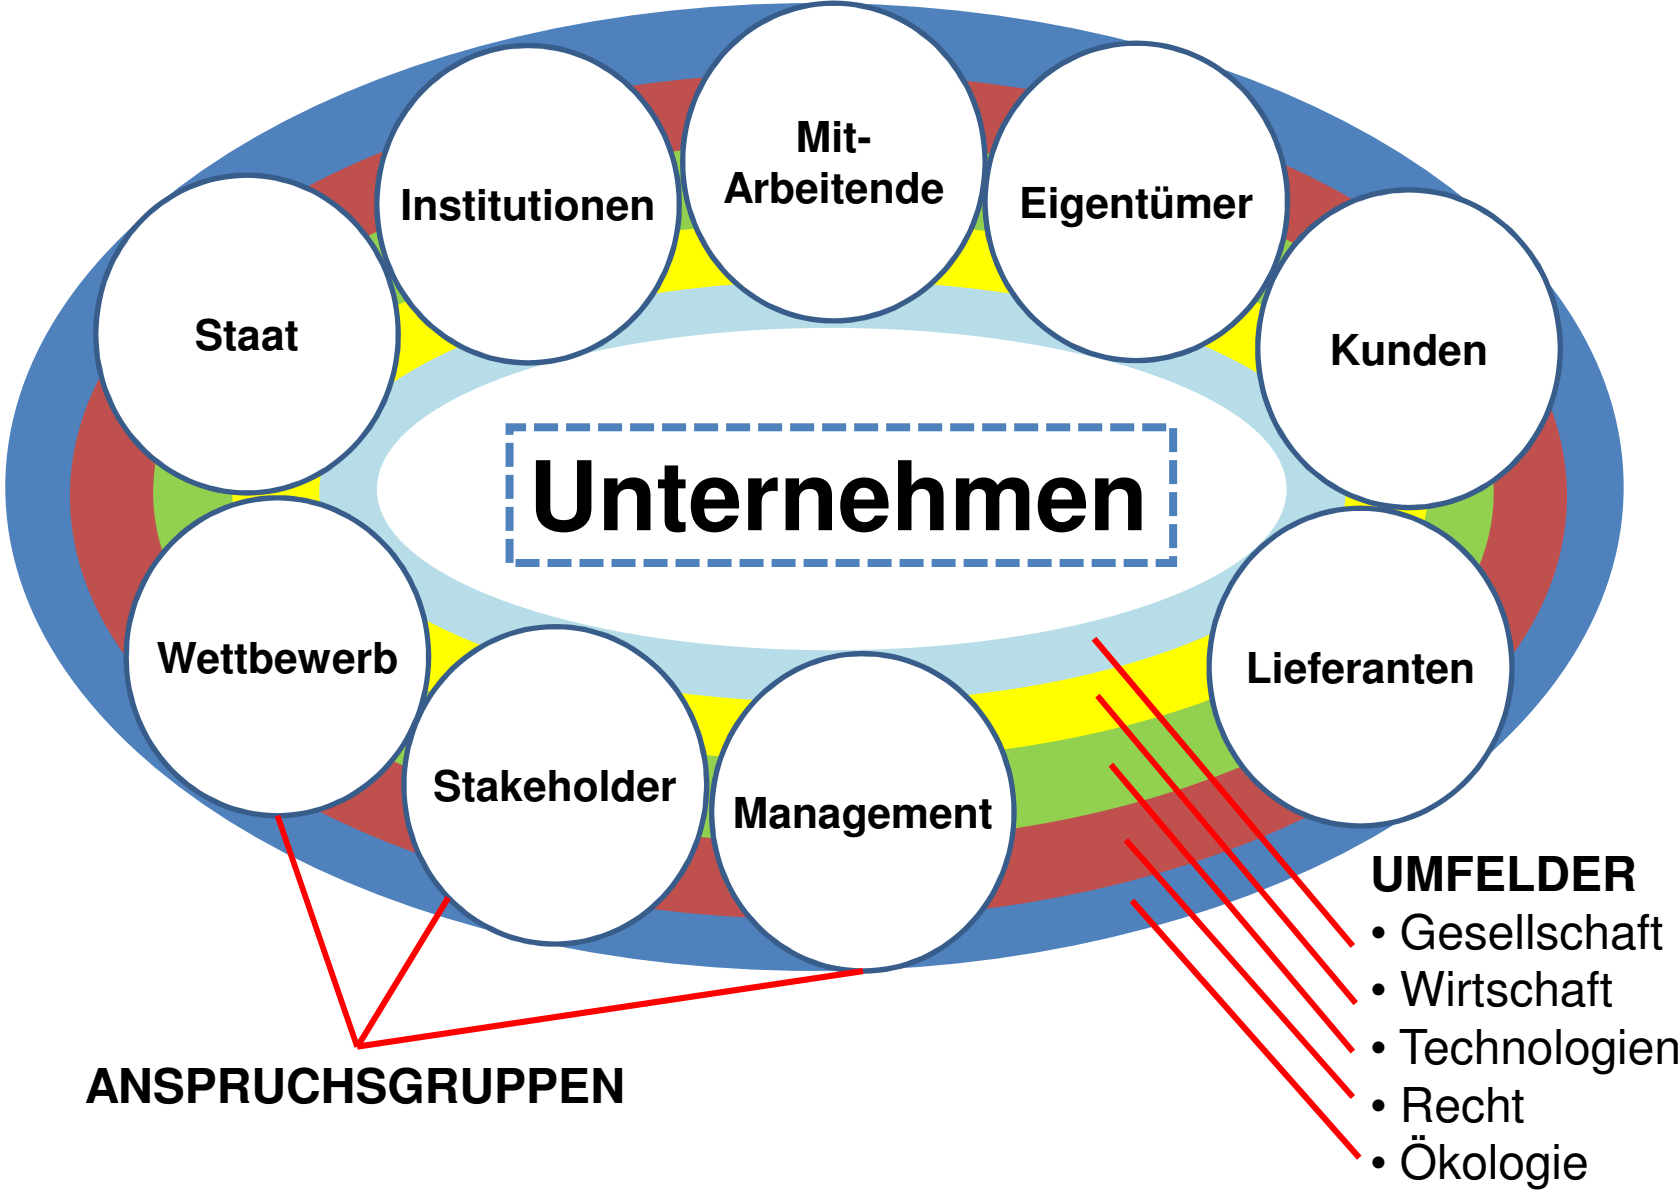 Mit-
Arbeitende
Institutionen
Eigentümer
Staat
Kunden
Unternehmen
Wettbewerb
Lieferanten
Stakeholder
Management
UMFELDER
• Gesellschaft
• Wirtschaft
• Technologien
• Recht
• Ökologie
ANSPRUCHSGRUPPEN